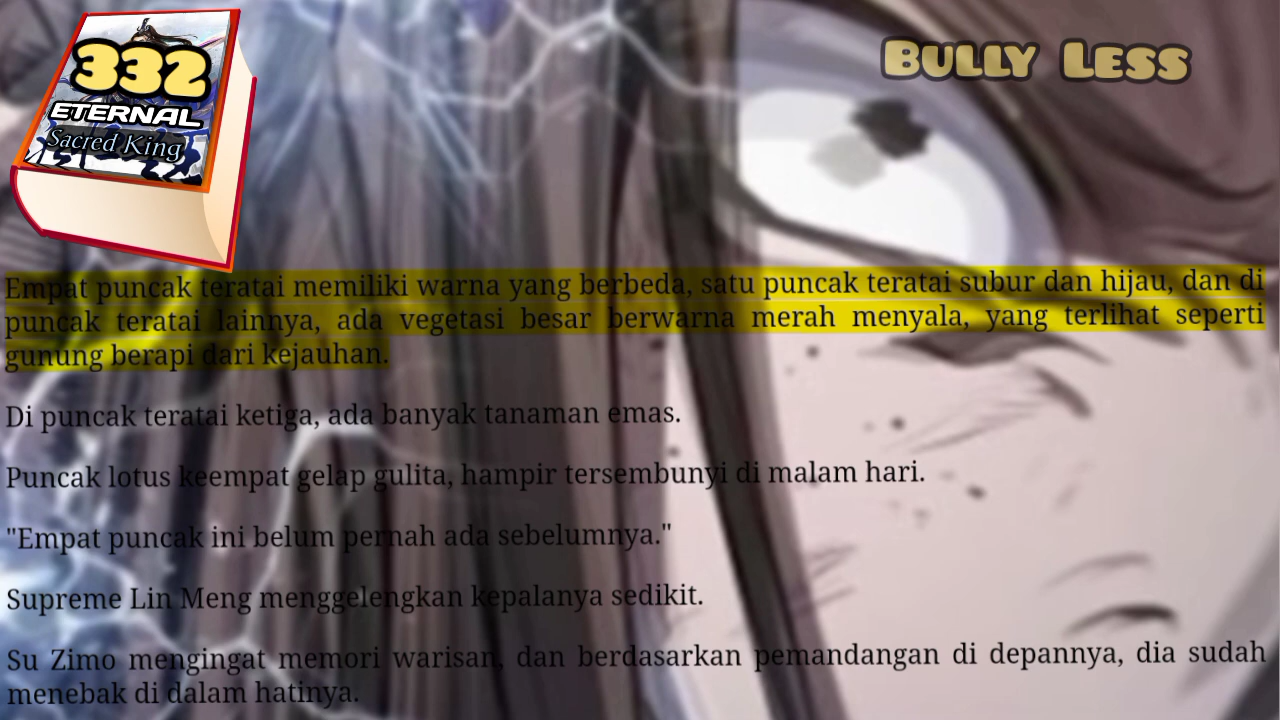 332
ETERNAL
Sacred King
Bully Less
Empat puncak teratai memiliki warna yang berbeda, satu puncak teratai subur dan hijau, dan di
puncak teratai lainnya, ada vegetasi besar berwarna merah menyala, yang terlihat seperti
gunung berapi dari kejauhan.
Di puncak teratai ketiga, ada banyak tanaman emas.
Puncak lotus keempat gelap gulita, hampir tersembunyi di malam hari.
"Empat puncak ini belum pernah ada sebelumnya."
Supreme Lin Meng menggelengkan kepalanya sedikit.
Su Zimo mengingat memori warisan, dan berdasarkan pemandangan di depannya, dia sudah
menebak di dalam hatinya.